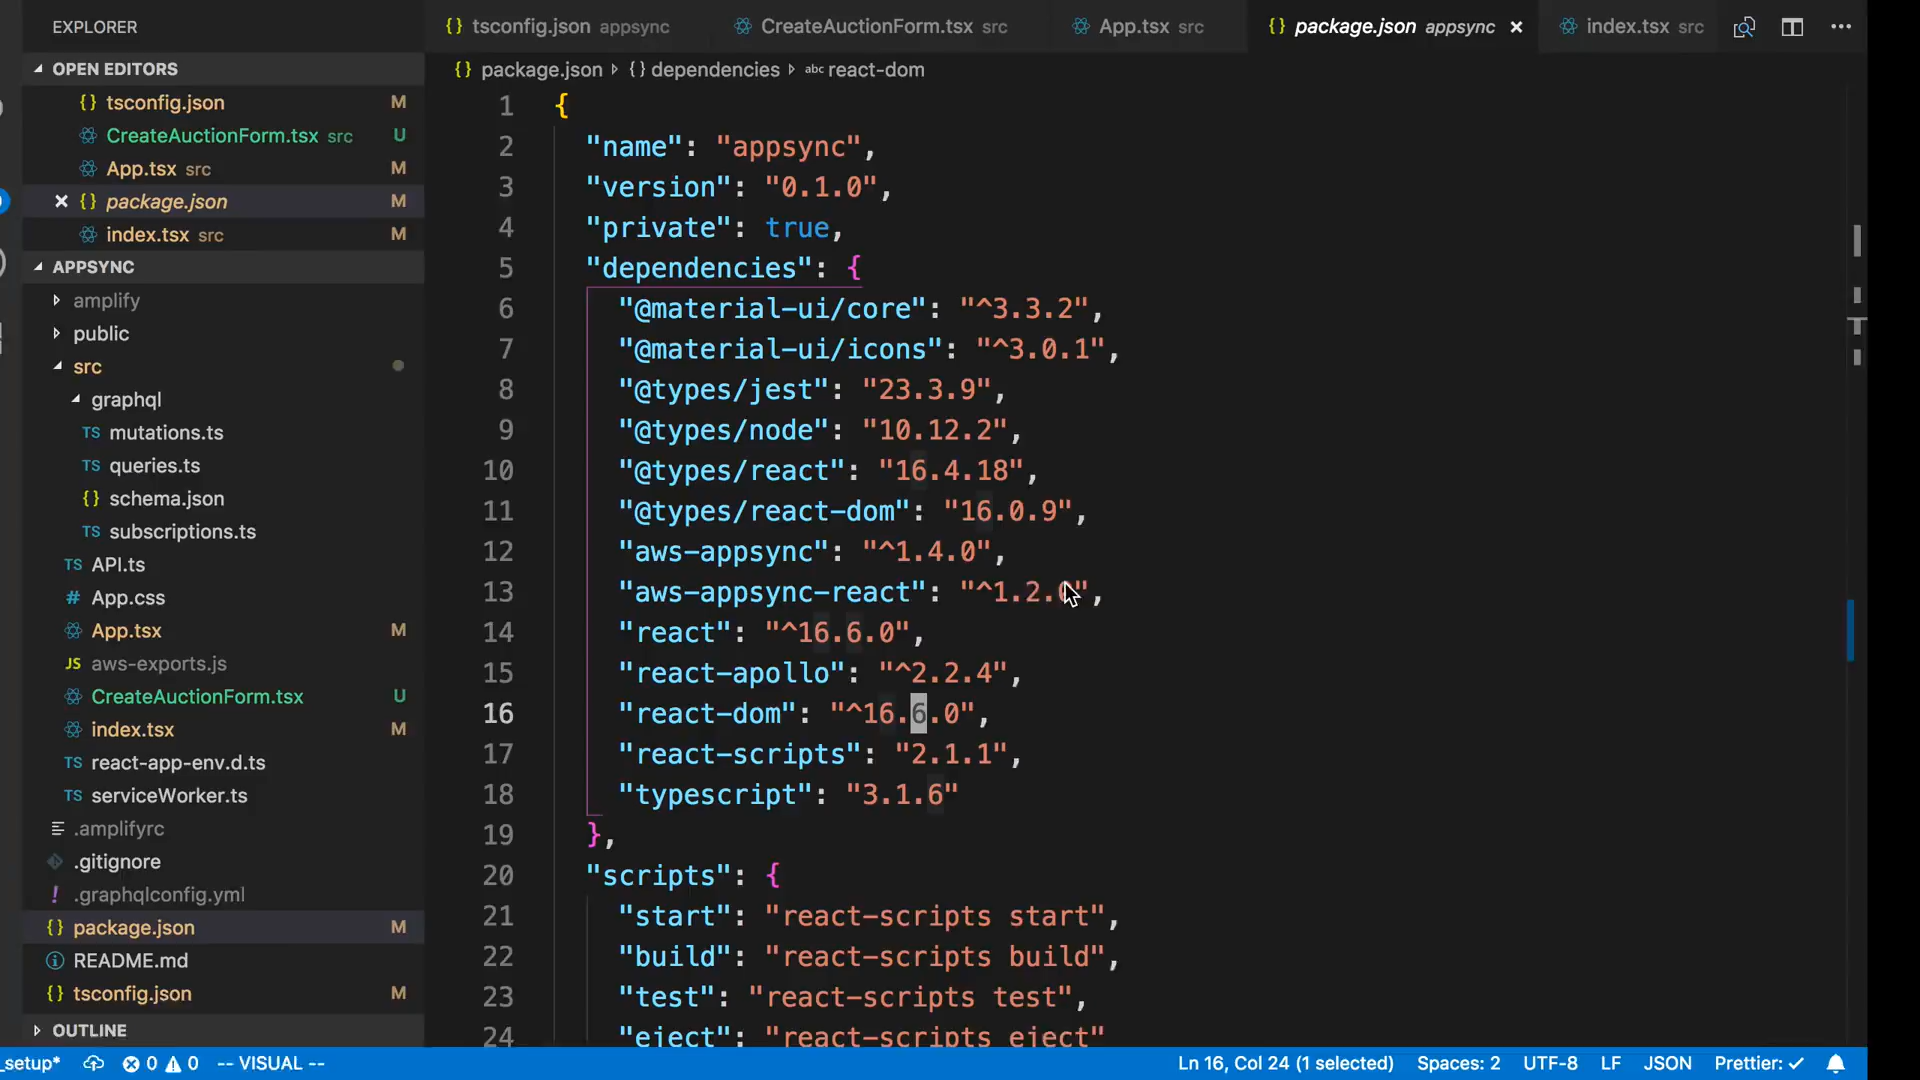 EXPLORER
OPEN EDITORS
{} tsconfig.json M
CreateAuctionForm.tsx src U
App.tsx src M
{} package.json M
index.tsx src M
APPSYNC
amplify
public
src
graphql
TS mutations.ts
TS queries.ts
{} schema.json
TS subscriptions.ts
TS API.ts
# App.css
App.tsx M
JS aws-exports.js
CreateAuctionForm.tsx U
index.tsx M
TS react-app-env.d.ts
TS serviceWorker.ts
.amplifyrc
.gitignore
! .graphqlconfig.yml
{} package.json M
README.md
{} tsconfig.json M
OUTLINE
{} tsconfig.json appsync
CreateAuctionForm.tsx src
App.tsx src
{} package.json appsync
index.tsx src
{} package.json {} dependencies abc react-dom
1 {
2 "name": "appsync",
3 "version": "0.1.0",
4 "private": true,
5 "dependencies": {
6 "@material-ui/core": "^3.3.2",
7 "@material-ui/icons": "^3.0.1",
8 "@types/jest": "23.3.9",
9 "@types/node": "10.12.2",
10 "@types/react": "16.4.18",
11 "@types/react-dom": "16.0.9",
12 "aws-appsync": "^1.4.0",
13 "aws-appsync-react": "^1.2.0",
14 "react": "^16.6.0",
15 "react-apollo": "^2.2.4",
16 "react-dom": "^16.6.0",
17 "react-scripts": "2.1.1",
18 "typescript": "3.1.6"
19 },
20 "scripts": {
21 "start": "react-scripts start",
22 "build": "react-scripts build",
23 "test": "react-scripts test",
24 "eject": "react-scripts eject"
_setup* 0 0 -- VISUAL -- Ln 16, Col 24 (1 selected) Spaces: 2 UTF-8 LF JSON Prettier: ✓